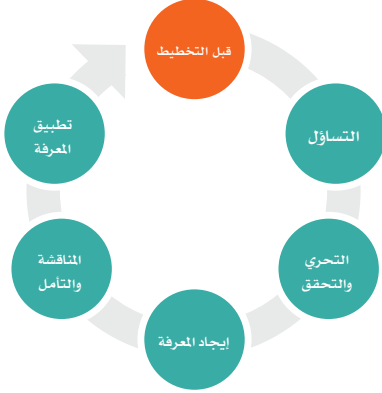 قبل التخطيط
التساؤل
التحري
والتحقق
إيجاد المعرفة
المناقشة
والتأمل
تطبيق
المعرفة